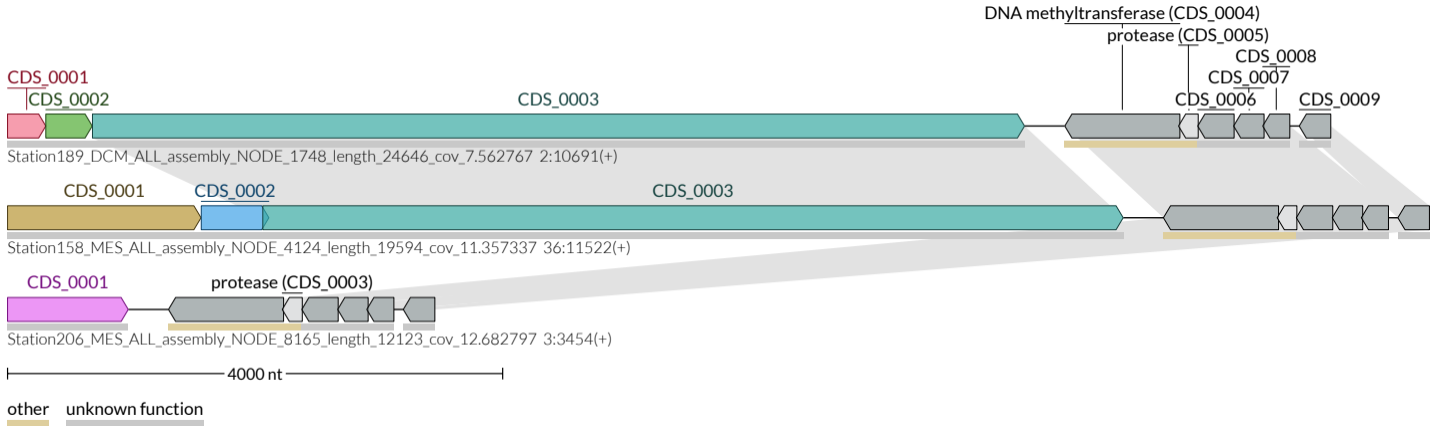 DNA methyltransferase (CDS_0004)
protease (CDS_0005)
CDS_0008
CDS_0001
CDS_0007
CDS_0002
CDS_0003
CDS_0006
CDS_0009
Station189_DCM_ALL_assembly_NODE_1748_length_24646_cov_7.562767 2:10691(+)
CDS_0001
CDS_0002
CDS_0003
Station158_MES_ALL_assembly_NODE_4124_length_19594_cov_11.357337 36:11522(+)
CDS_0001
protease (CDS_0003)
Station206_MES_ALL_assembly_NODE_8165_length_12123_cov_12.682797 3:3454(+)
4000 nt
other
unknown function